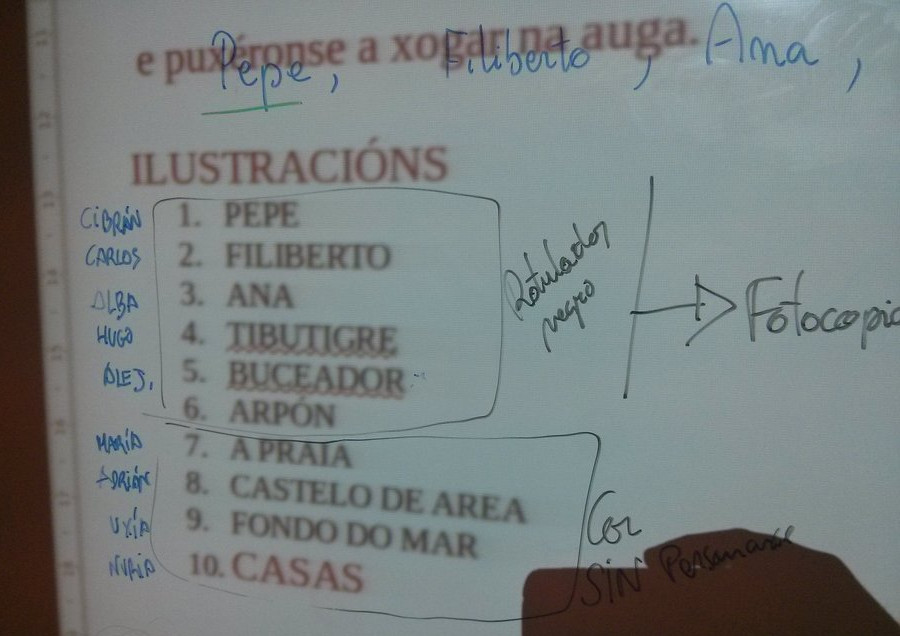 e puxéronse a xogar na auga.
Pepe, Filiberto, Ana,
ILUSTRACIÓNS
CIBRÁN 1. PEPE
CARLOS 2. FILIBERTO
ALBA 3. ANA
HUGO 4. TIBUTIGRE
ALEJ. 5. BUCEADOR
6. ARPÓN
Rotulador
negro
Fotocopia
MARÍA 7. A PRAIA
ADRIÁN 8. CASTELO DE AREA
UXÍA 9. FONDO DO MAR
NURIA 10. CASAS
Cor
SIN